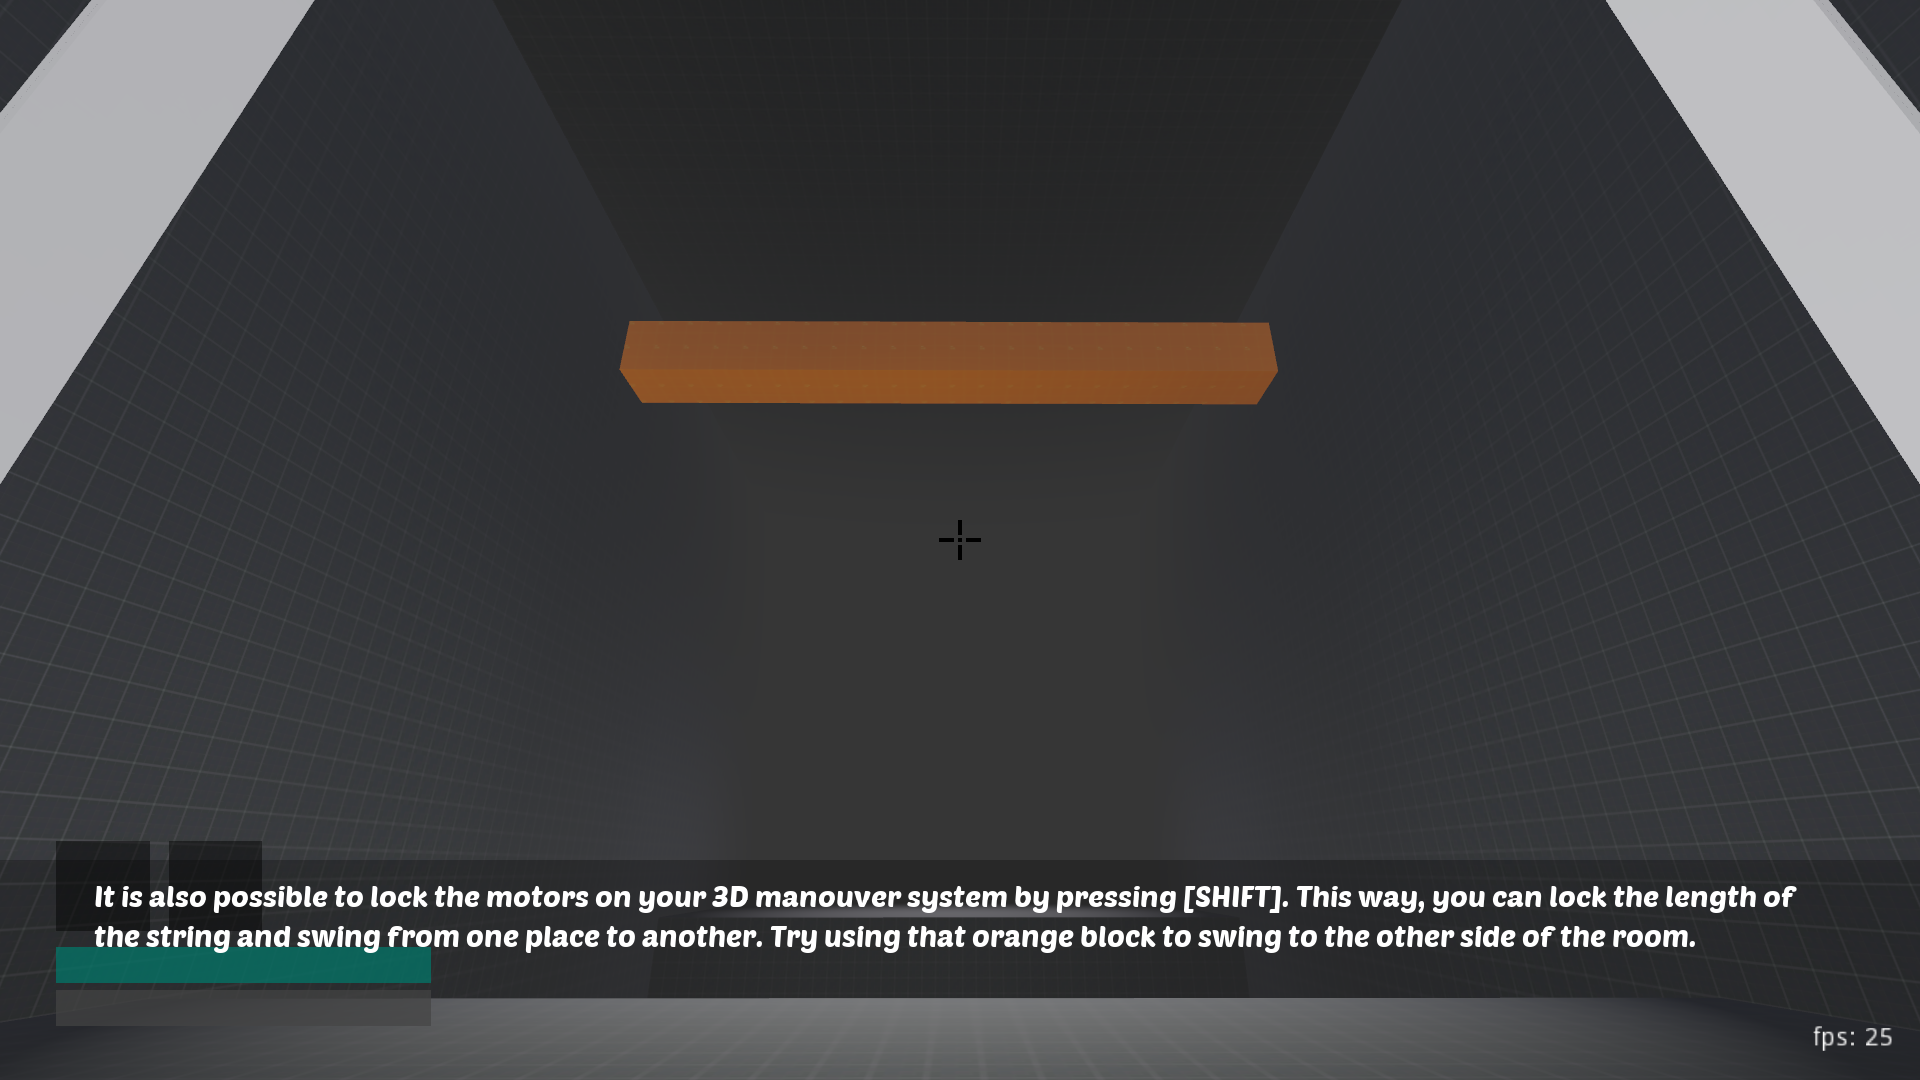 It is also possible to lock the motors on your 3D manouver system by pressing [SHIFT]. This way, you can lock the length of
the string and swing from one place to another. Try using that orange block to swing to the other side of the room.
fps: 25